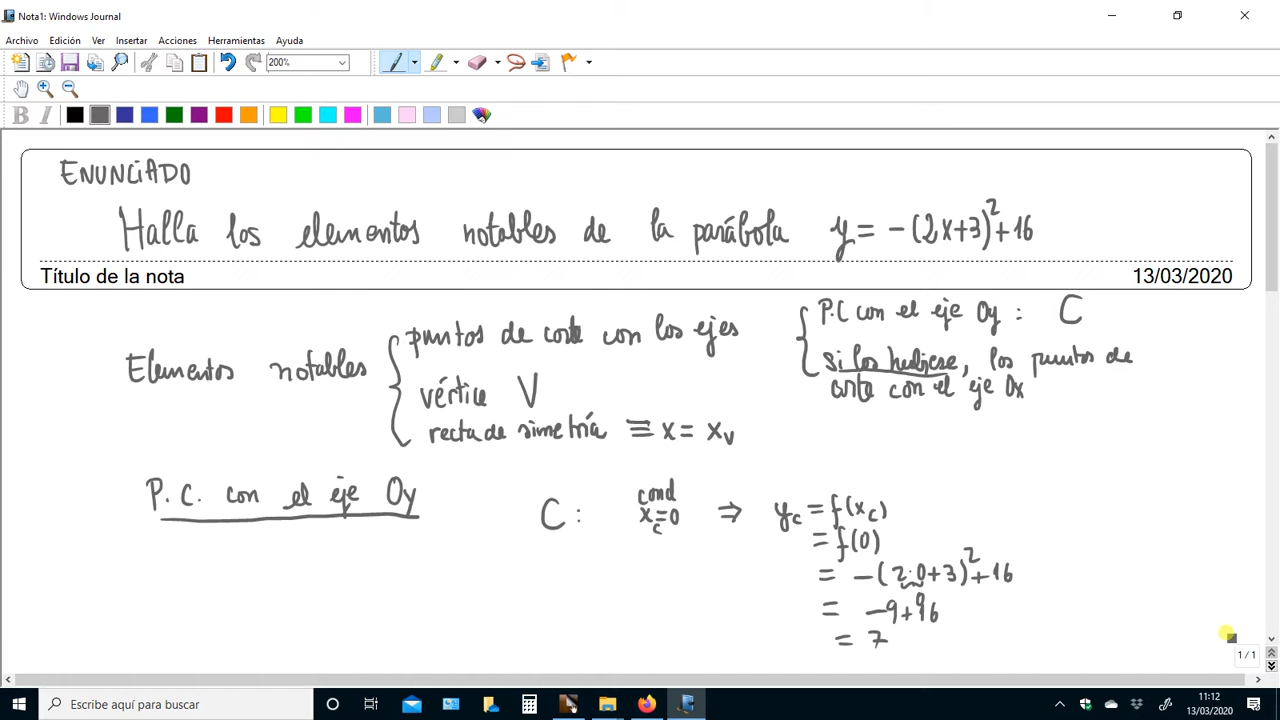 Nota1: Windows Journal
Archivo Edición Ver Insertar Acciones Herramientas Ayuda
200%
B I
ENUNCIADO
Halla los elementos notables de la parábola y = -(2x+3)²+16
Título de la nota 13/03/2020
Elementos notables
puntos de corte con los ejes
vértice V
recta de simetría ≡ x = x_v
P.C con el eje Oy : C
Si los hubiese, los puntos de
corte con el eje Ox
P. C. con el eje Oy
C : cond x_c=0 ⇒ y_c = f(x_c)
= f(0)
= -(2·0+3)²+16
= -9+16
= 7
1/1
Escribe aquí para buscar
11:12
13/03/2020